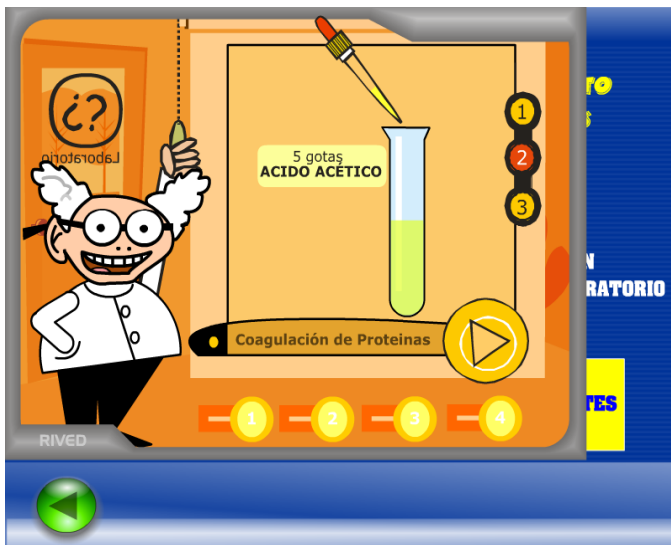 ¿?
Laboratorio
5 gotas
ACIDO ACÉTICO
1
2
3
Coagulación de Proteinas
1
2
3
4
RIVED
TO
S
N
RATORIO
TES